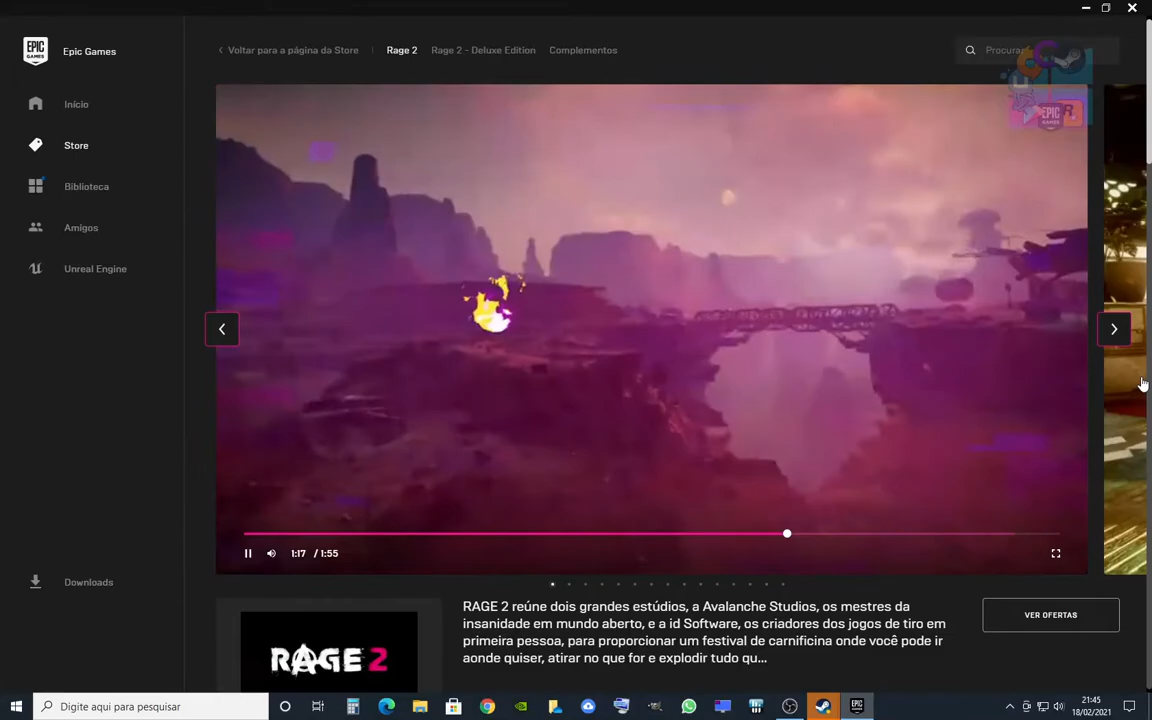 EPIC GAMES
Epic Games
Voltar para a página da Store
Rage 2
Rage 2 - Deluxe Edition
Complementos
Procurar
Início
Store
Biblioteca
Amigos
Unreal Engine
EPIC GAMES
1:17 / 1:55
Downloads
RAGE 2
RAGE 2 reúne dois grandes estúdios, a Avalanche Studios, os mestres da
insanidade em mundo aberto, e a id Software, os criadores dos jogos de tiro em
primeira pessoa, para proporcionar um festival de carnificina onde você pode ir
aonde quiser, atirar no que for e explodir tudo qu...
VER OFERTAS
Digite aqui para pesquisar
21:45
18/02/2021